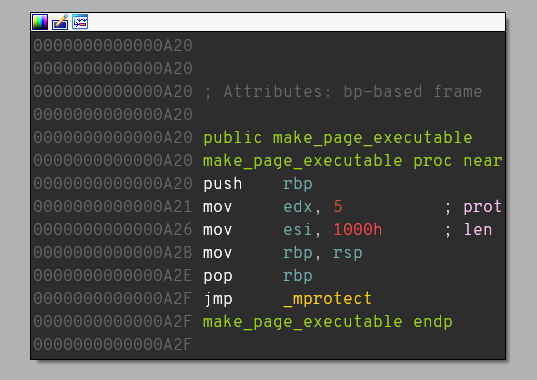 0000000000000A20
0000000000000A20
0000000000000A20 ; Attributes: bp-based frame
0000000000000A20
0000000000000A20 public make_page_executable
0000000000000A20 make_page_executable proc near
0000000000000A20 push    rbp
0000000000000A21 mov     edx, 5          ; prot
0000000000000A26 mov     esi, 1000h      ; len
0000000000000A2B mov     rbp, rsp
0000000000000A2E pop     rbp
0000000000000A2F jmp     _mprotect
0000000000000A2F make_page_executable endp
0000000000000A2F